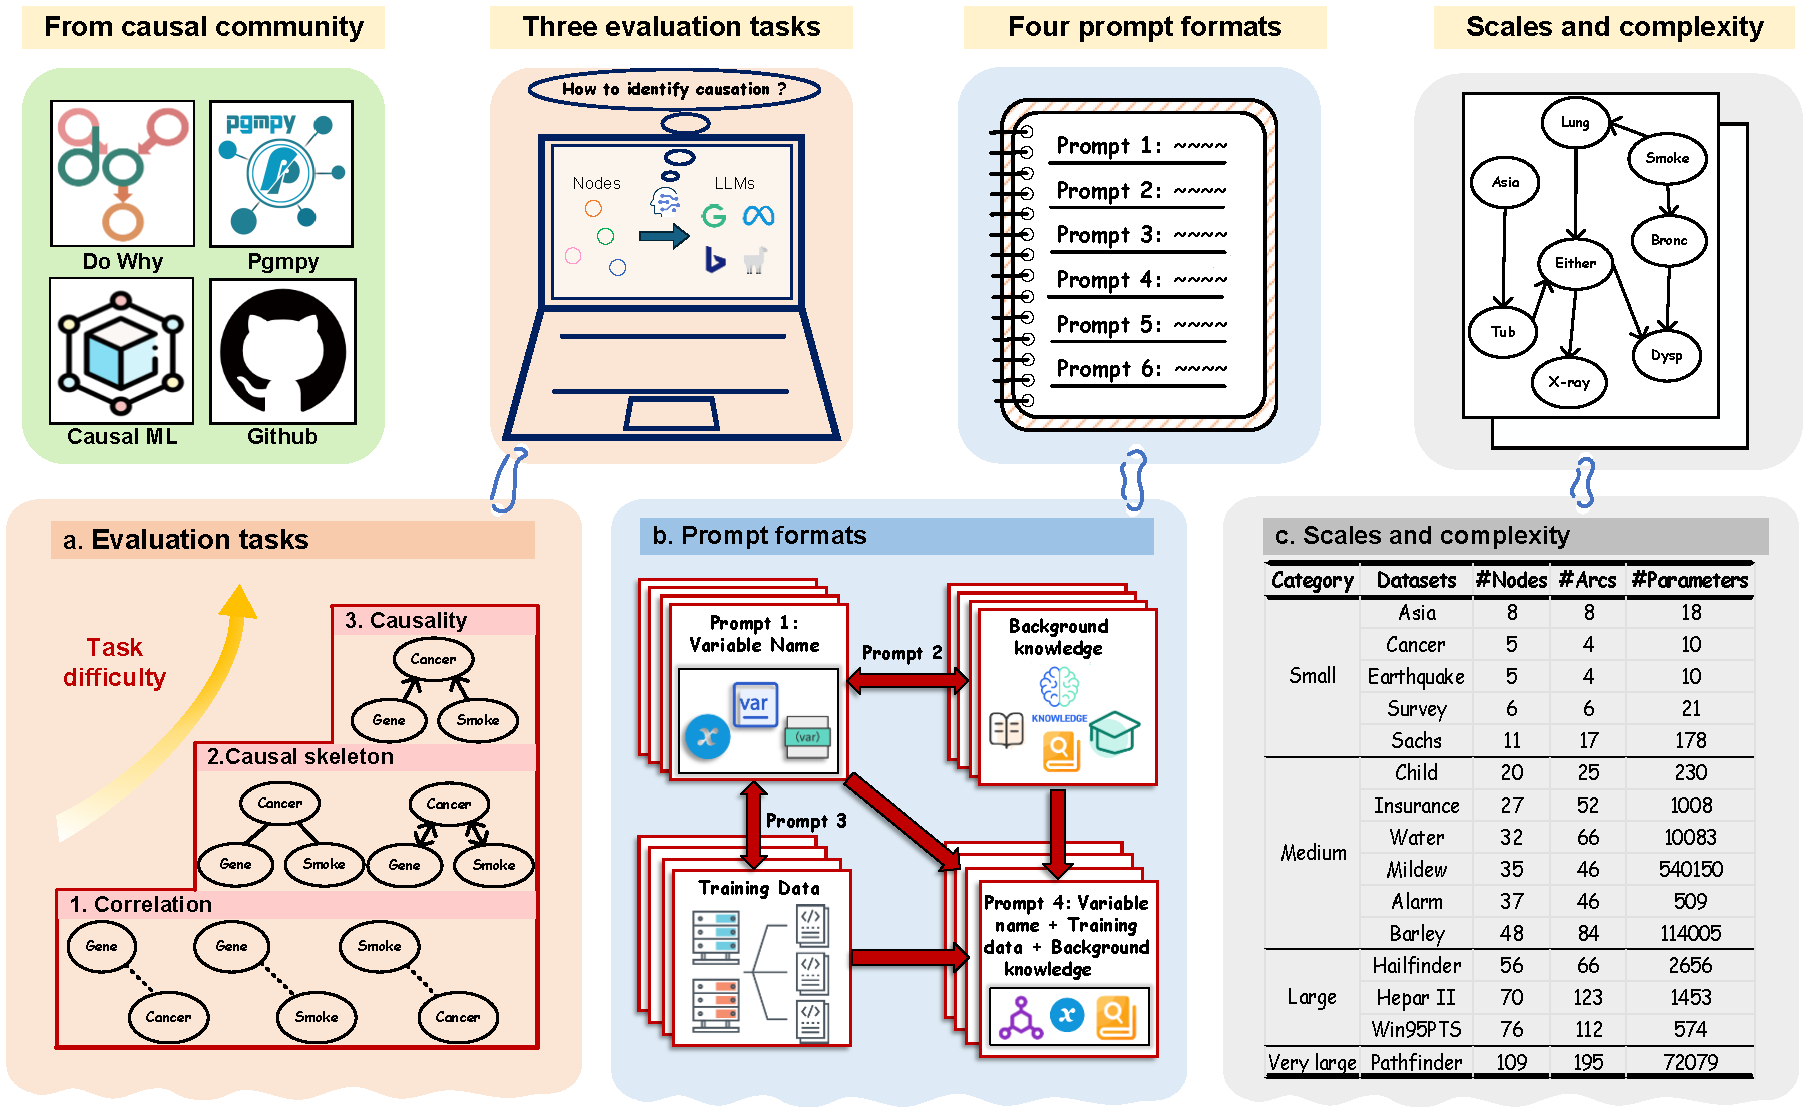 From causal community
Three evaluation tasks
Four prompt formats
Scales and complexity
pgmpy
Do Why
Pgmpy
Causal ML
Github
How to identify causation ?
Nodes
LLMs
Prompt 1: ~~~~
Prompt 2: ~~~~
Prompt 3: ~~~~
Prompt 4: ~~~~
Prompt 5: ~~~~
Prompt 6: ~~~~
Lung
Smoke
Asia
Bronc
Either
Tub
Dysp
X-ray
a. Evaluation tasks
Task
difficulty
3. Causality
Cancer
Gene
Smoke
2.Causal skeleton
Cancer
Cancer
Gene
Smoke
Gene
Smoke
1. Correlation
Gene
Gene
Smoke
Cancer
Smoke
Cancer
b. Prompt formats
Prompt 1:
Variable Name
var
x
(var)
Prompt 2
Background
knowledge
KNOWLEDGE
Prompt 3
Training Data
Prompt 4: Variable
name + Training
data + Background
knowledge
x
c. Scales and complexity
Category Datasets #Nodes #Arcs #Parameters
Small
Asia 8 8 18
Cancer 5 4 10
Earthquake 5 4 10
Survey 6 6 21
Sachs 11 17 178
Medium
Child 20 25 230
Insurance 27 52 1008
Water 32 66 10083
Mildew 35 46 540150
Alarm 37 46 509
Barley 48 84 114005
Large
Hailfinder 56 66 2656
Hepar II 70 123 1453
Win95PTS 76 112 574
Very large Pathfinder 109 195 72079